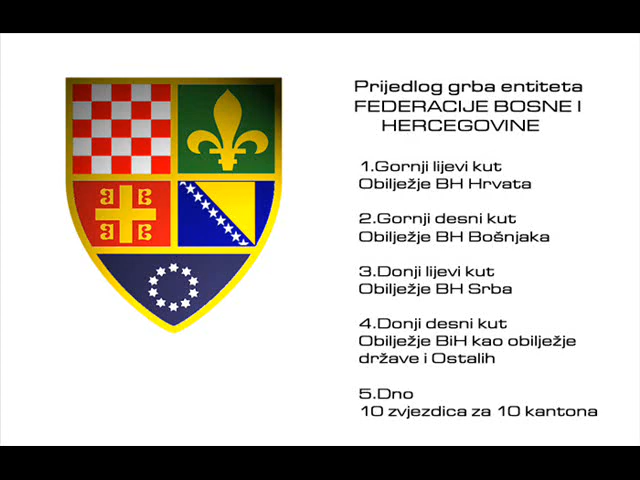 Prijedlog grba entiteta
FEDERACIJE BOSNE I
HERCEGOVINE
1.Gornji lijevi kut
Obilježje BH Hrvata
2.Gornji desni kut
Obilježje BH Bošnjaka
3.Donji lijevi kut
Obilježje BH Srba
4.Donji desni kut
Obilježje BiH kao obilježje
države i Ostalih
5.Dno
10 zvjezdica za 10 kantona